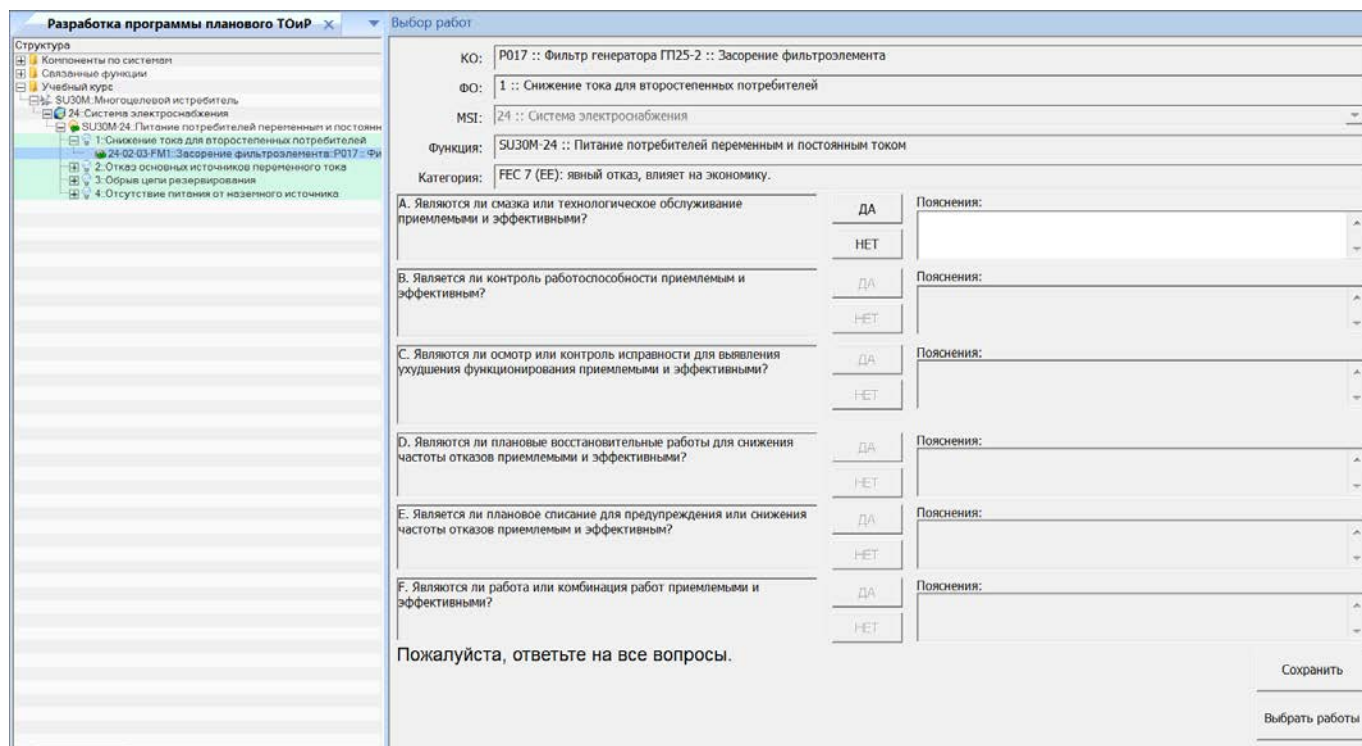 Разработка программы планового ТОиР
Структура
Компоненты по системам
Связанные функции
Учебный курс
SU30M::Многоцелевой истребитель
24::Система электроснабжения
SU30M-24::Питание потребителей переменным и постоянн
1::Снижение тока для второстепенных потребителей
24-02-03-FM1::Засорение фильтроэлемента::P017:: Фи
2::Отказ основных источников переменного тока
3::Обрыв цепи резервирования
4::Отсутствие питания от наземного источника
Выбор работ
КО: P017 :: Фильтр генератора ГП25-2 :: Засорение фильтроэлемента
ФО: 1 :: Снижение тока для второстепенных потребителей
MSI: 24 :: Система электроснабжения
Функция: SU30M-24 :: Питание потребителей переменным и постоянным током
Категория: FEC 7 (EE): явный отказ, влияет на экономику.
A. Являются ли смазка или технологическое обслуживание
приемлемыми и эффективными?
ДА
НЕТ
Пояснения:
B. Является ли контроль работоспособности приемлемым и
эффективным?
ДА
НЕТ
Пояснения:
C. Являются ли осмотр или контроль исправности для выявления
ухудшения функционирования приемлемыми и эффективными?
ДА
НЕТ
Пояснения:
D. Являются ли плановые восстановительные работы для снижения
частоты отказов приемлемыми и эффективными?
ДА
НЕТ
Пояснения:
E. Является ли плановое списание для предупреждения или снижения
частоты отказов приемлемым и эффективным?
ДА
НЕТ
Пояснения:
F. Являются ли работа или комбинация работ приемлемыми и
эффективными?
ДА
НЕТ
Пояснения:
Пожалуйста, ответьте на все вопросы.
Сохранить
Выбрать работы